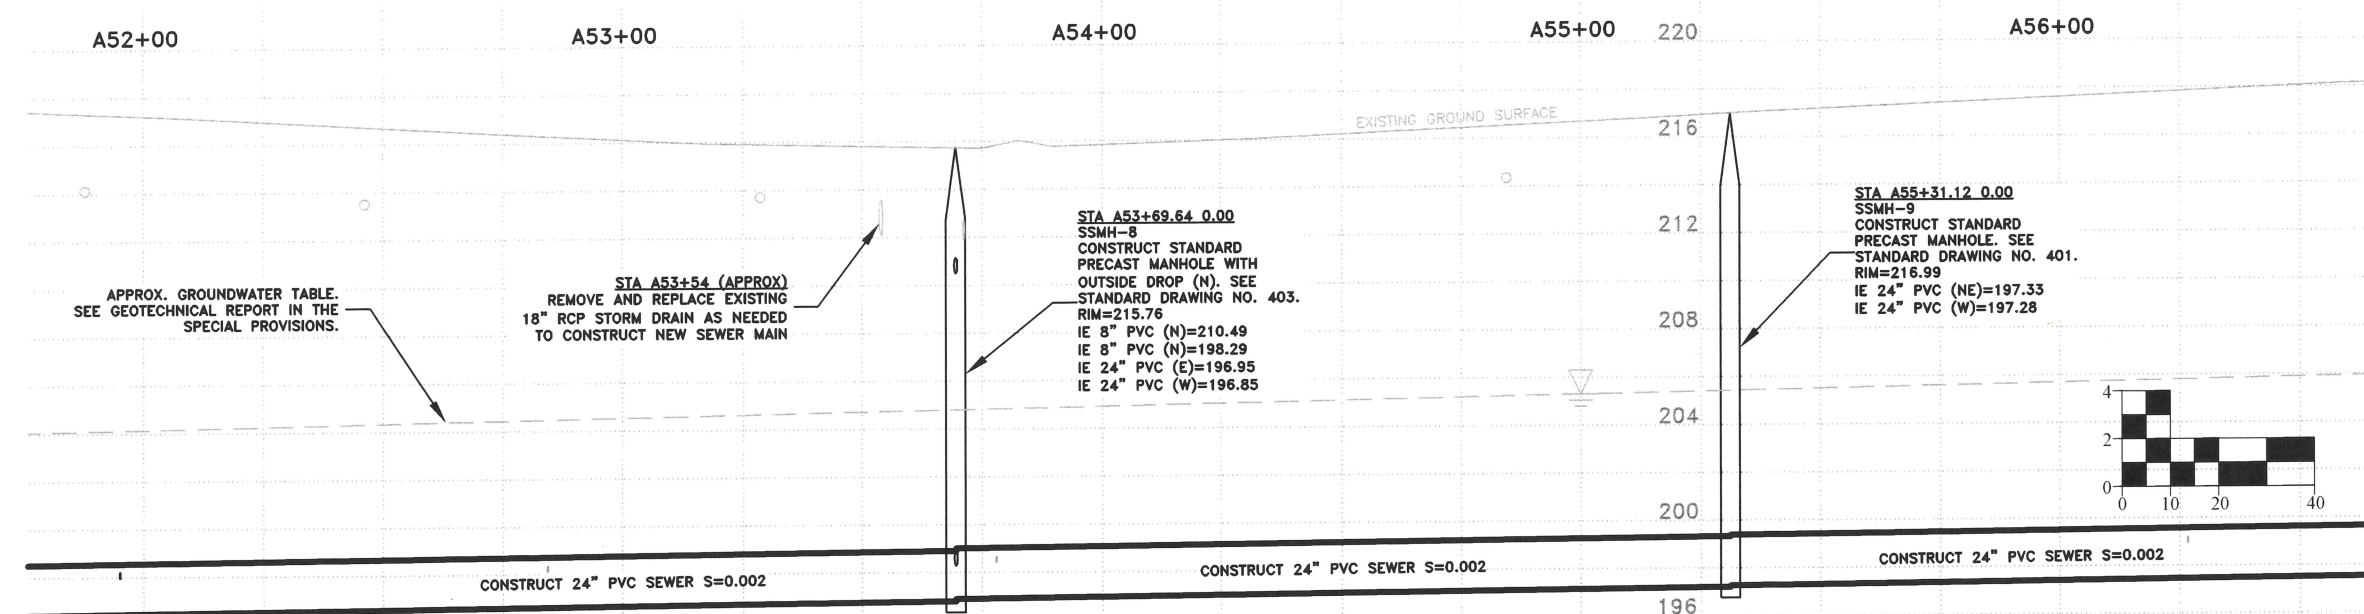 A52+00
A53+00
A54+00
A55+00
220
A56+00
EXISTING GROUND SURFACE
216
212
208
204
200
196
APPROX. GROUNDWATER TABLE.
SEE GEOTECHNICAL REPORT IN THE
SPECIAL PROVISIONS.
STA A53+54 (APPROX)
REMOVE AND REPLACE EXISTING
18" RCP STORM DRAIN AS NEEDED
TO CONSTRUCT NEW SEWER MAIN
STA A53+69.64 0.00
SSMH-8
CONSTRUCT STANDARD
PRECAST MANHOLE WITH
OUTSIDE DROP (N). SEE
STANDARD DRAWING NO. 403.
RIM=215.76
IE 8" PVC (N)=210.49
IE 8" PVC (N)=198.29
IE 24" PVC (E)=196.95
IE 24" PVC (W)=196.85
STA A55+31.12 0.00
SSMH-9
CONSTRUCT STANDARD
PRECAST MANHOLE. SEE
STANDARD DRAWING NO. 401.
RIM=216.99
IE 24" PVC (NE)=197.33
IE 24" PVC (W)=197.28
4
2
0
0 10 20 40
CONSTRUCT 24" PVC SEWER S=0.002
CONSTRUCT 24" PVC SEWER S=0.002
CONSTRUCT 24" PVC SEWER S=0.002